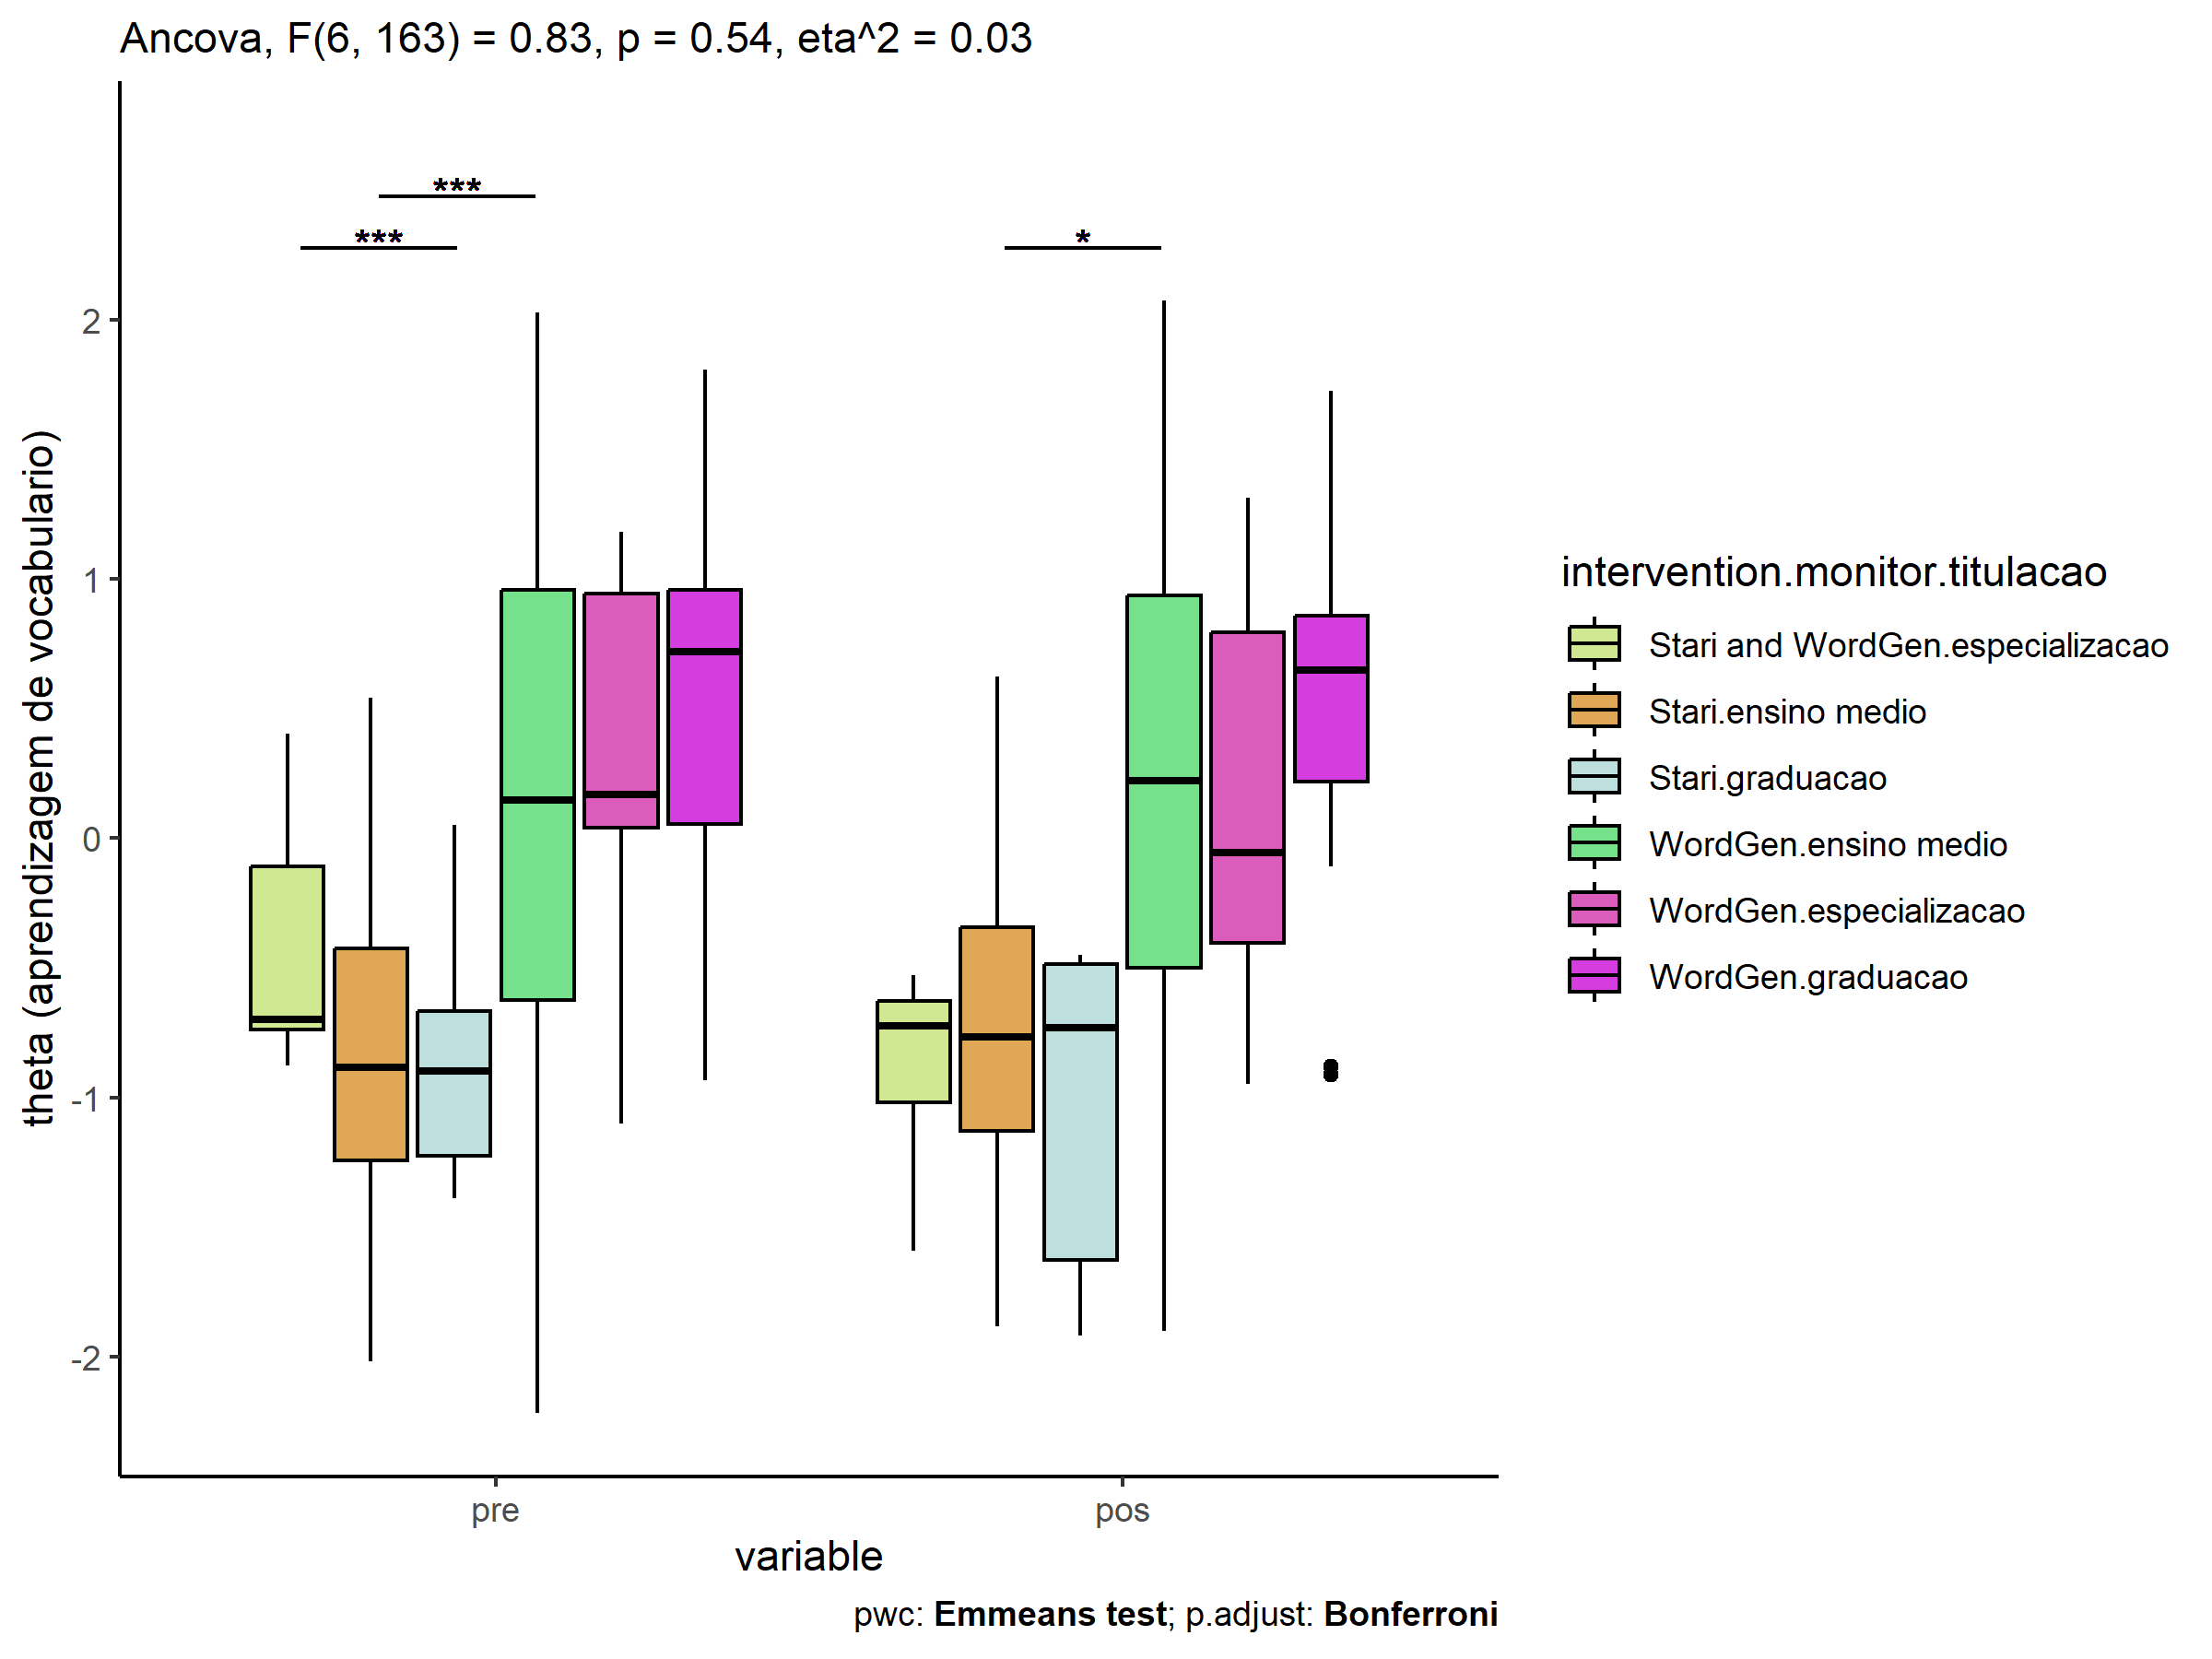 Ancova, F(6, 163) = 0.83, p = 0.54, eta^2 = 0.03
***
***
*
2
1
0
-1
-2
theta (aprendizagem de vocabulario)
pre
pos
variable
pwc: Emmeans test; p.adjust: Bonferroni
intervention.monitor.titulacao
Stari and WordGen.especializacao
Stari.ensino medio
Stari.graduacao
WordGen.ensino medio
WordGen.especializacao
WordGen.graduacao